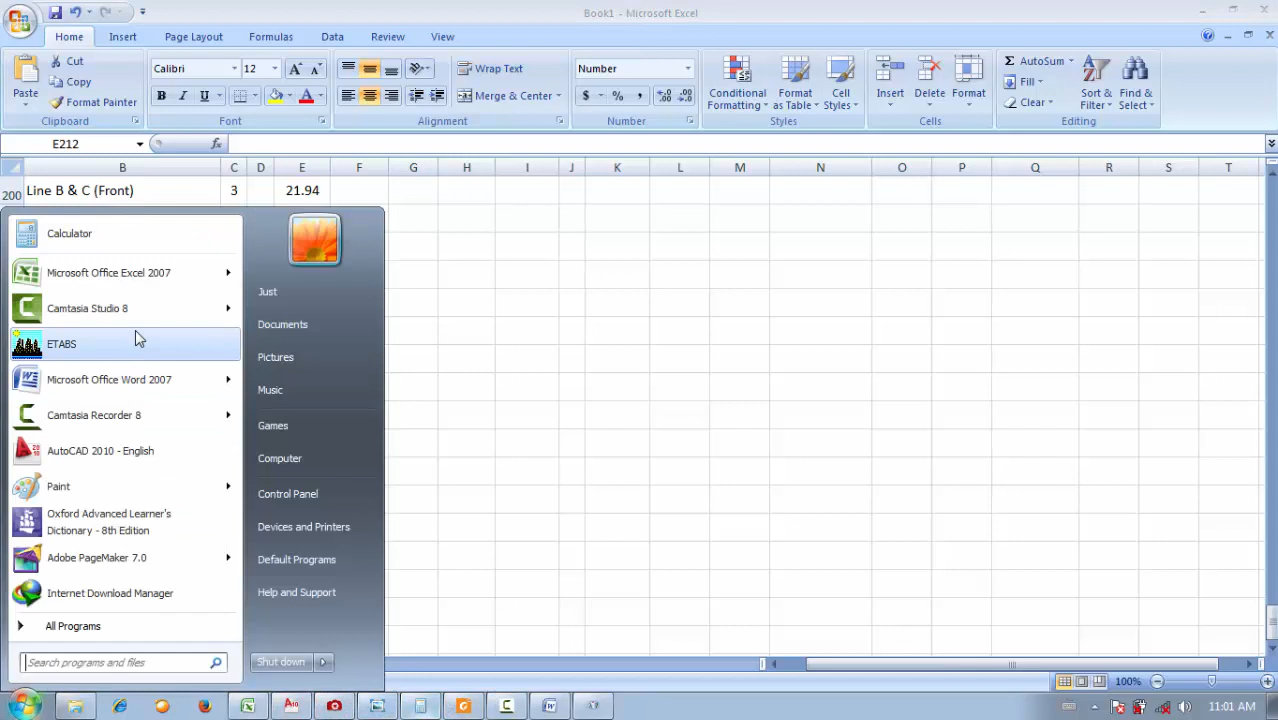 Book1 - Microsoft Excel
Home Insert Page Layout Formulas Data Review View
Paste
Cut
Copy
Format Painter
Clipboard
Calibri 12
A A
B I U A
Font
Wrap Text
Merge & Center
Alignment
Number
$ % ,
Number
Conditional Formatting
Format as Table
Cell Styles
Styles
Insert Delete Format
Cells
Σ AutoSum
Fill
Clear
Sort & Filter
Find & Select
Editing
E212 fx
B C D E F G H I J K L M N O P Q R S T
200 Line B & C (Front) 3 21.94
Calculator
Microsoft Office Excel 2007
Camtasia Studio 8
ETABS
Microsoft Office Word 2007
Camtasia Recorder 8
AutoCAD 2010 - English
Paint
Oxford Advanced Learner's
Dictionary - 8th Edition
Adobe PageMaker 7.0
Internet Download Manager
All Programs
Search programs and files
Just
Documents
Pictures
Music
Games
Computer
Control Panel
Devices and Printers
Default Programs
Help and Support
Shut down
100%
11:01 AM